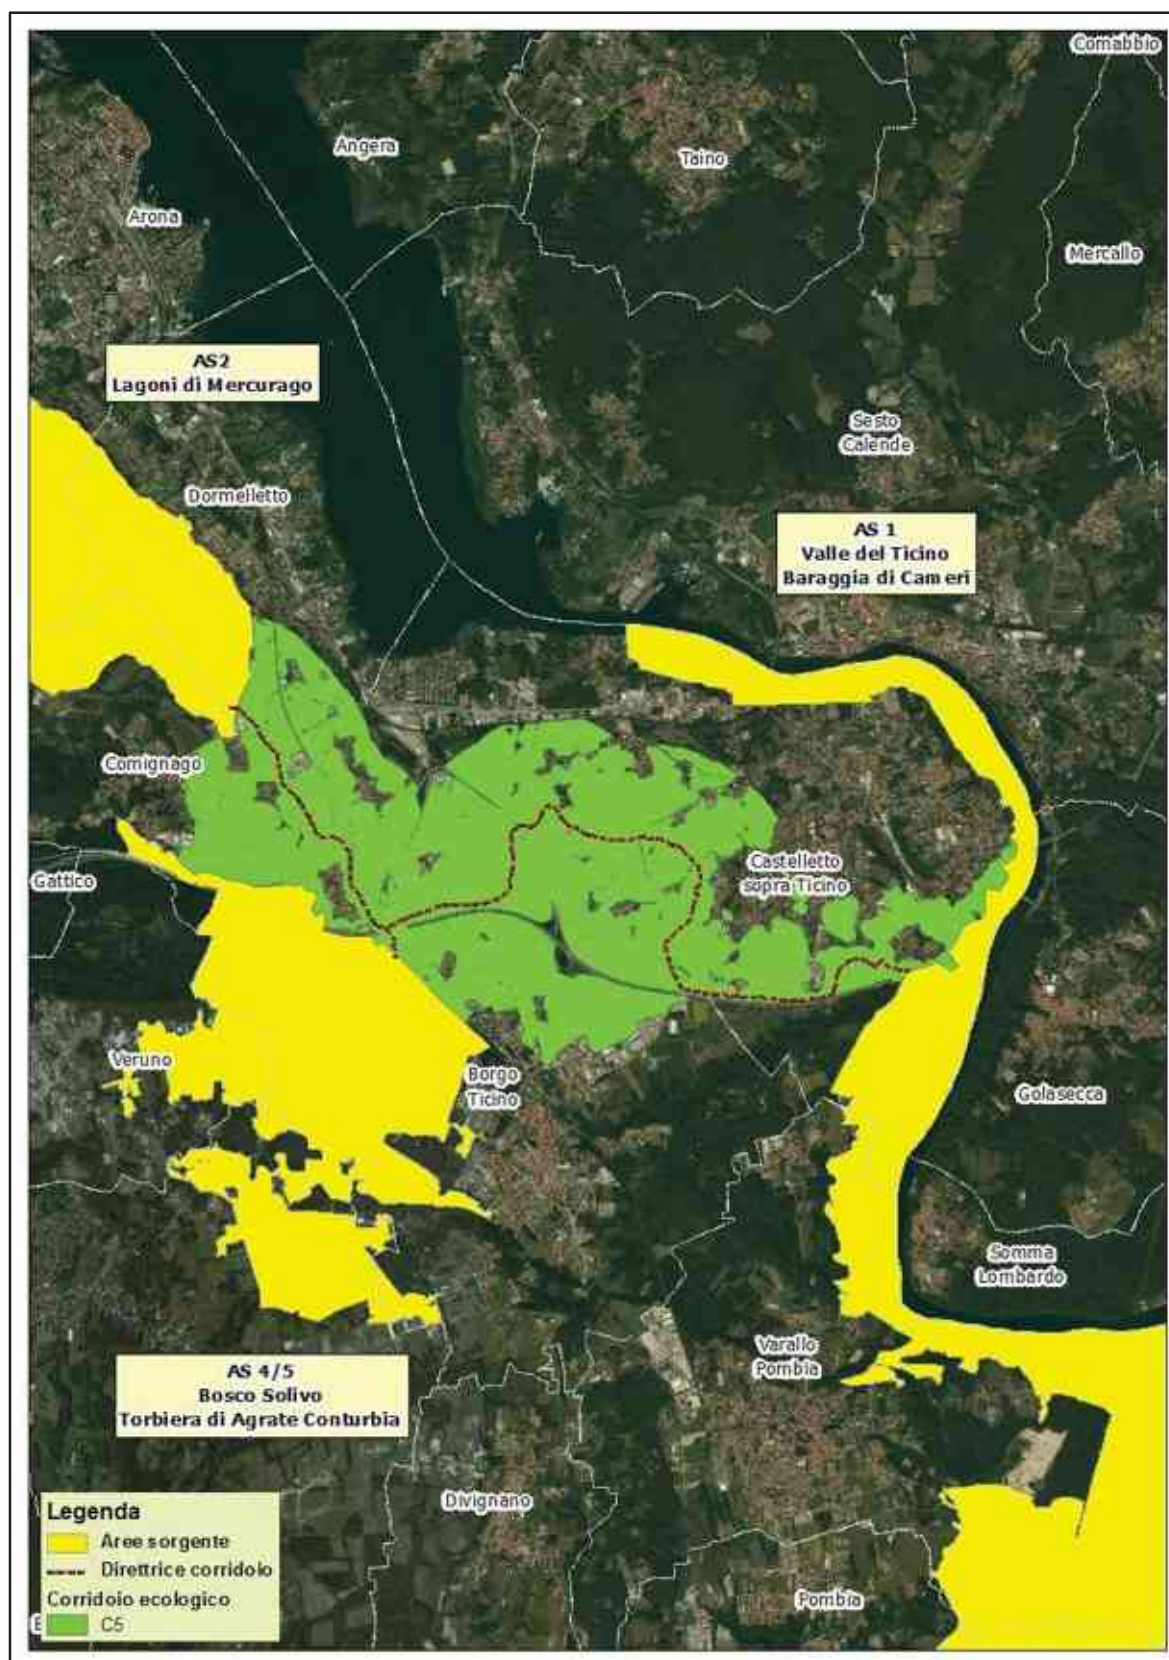 Comabbio
Angera
Taino
Arona
Mercallo
AS2
Lagoni di Mercurago
Sesto
Calende
Dormelletto
AS 1
Valle del Ticino
Baraggia di Cameri
Comignago
Castelletto
sopra Ticino
Gattico
Veruno
Borgo
Ticino
Golasecca
Somma
Lombardo
Varallo
Pombia
AS 4/5
Bosco Solivo
Torbiera di Agrate Conturbia
Divignano
Pombia
Legenda
Aree sorgente
Direttrice corridoio
Corridoio ecologico
C5